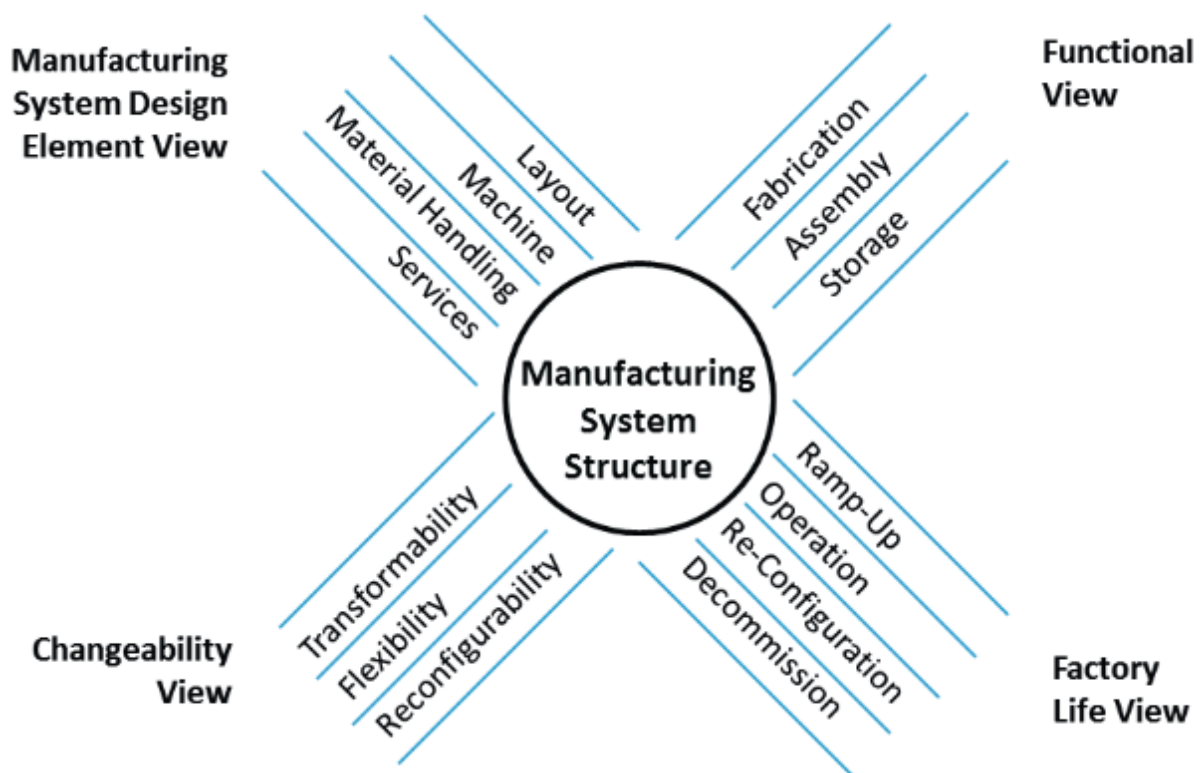 Manufacturing
System Design
Element View
Layout
Machine
Material Handling
Services
Functional
View
Fabrication
Assembly
Storage
Manufacturing
System
Structure
Changeability
View
Transformability
Flexibility
Reconfigurability
Ramp-Up
Operation
Re-Configuration
Decommission
Factory
Life View